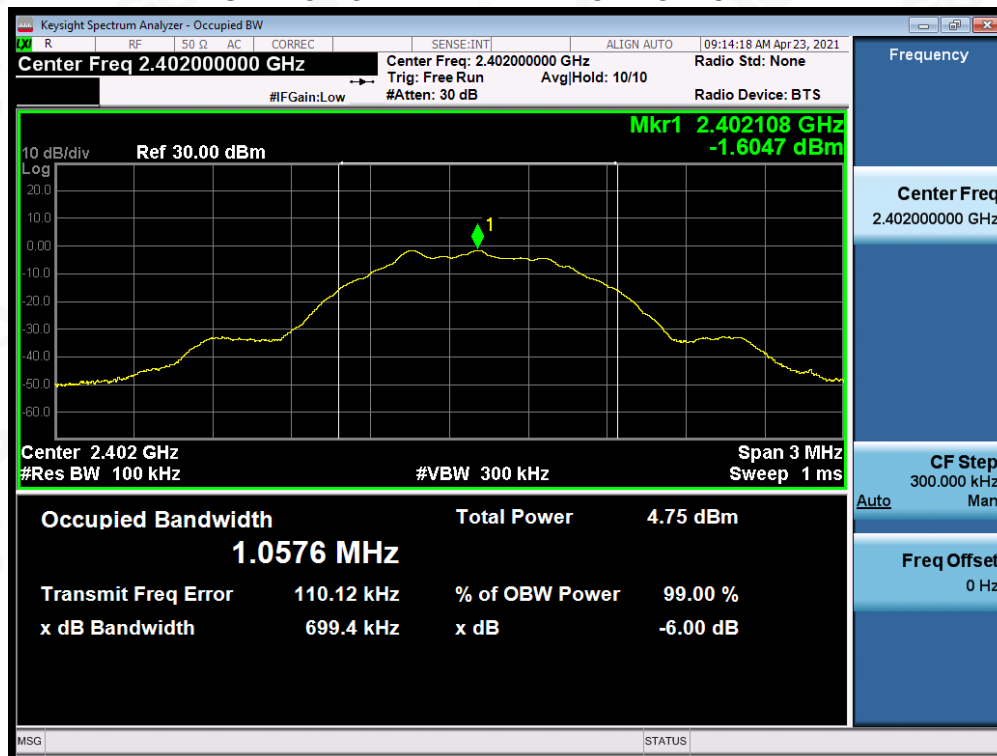 Keysight Spectrum Analyzer - Occupied BW
LXI R RF 50 Ω AC CORREC SENSE:INT ALIGN AUTO 09:14:18 AM Apr 23, 2021
Center Freq 2.402000000 GHz
Center Freq: 2.402000000 GHz Radio Std: None
Trig: Free Run Avg|Hold: 10/10
#IFGain:Low #Atten: 30 dB Radio Device: BTS
Frequency
Mkr1 2.402108 GHz
-1.6047 dBm
10 dB/div Ref 30.00 dBm
Log
20.0
10.0
0.00
-10.0
-20.0
-30.0
-40.0
-50.0
-60.0
1
Center 2.402 GHz Span 3 MHz
#Res BW 100 kHz #VBW 300 kHz Sweep 1 ms
Occupied Bandwidth Total Power 4.75 dBm
1.0576 MHz
Transmit Freq Error 110.12 kHz % of OBW Power 99.00 %
x dB Bandwidth 699.4 kHz x dB -6.00 dB
Center Freq
2.402000000 GHz
CF Step
300.000 kHz
Auto Man
Freq Offset
0 Hz
MSG STATUS